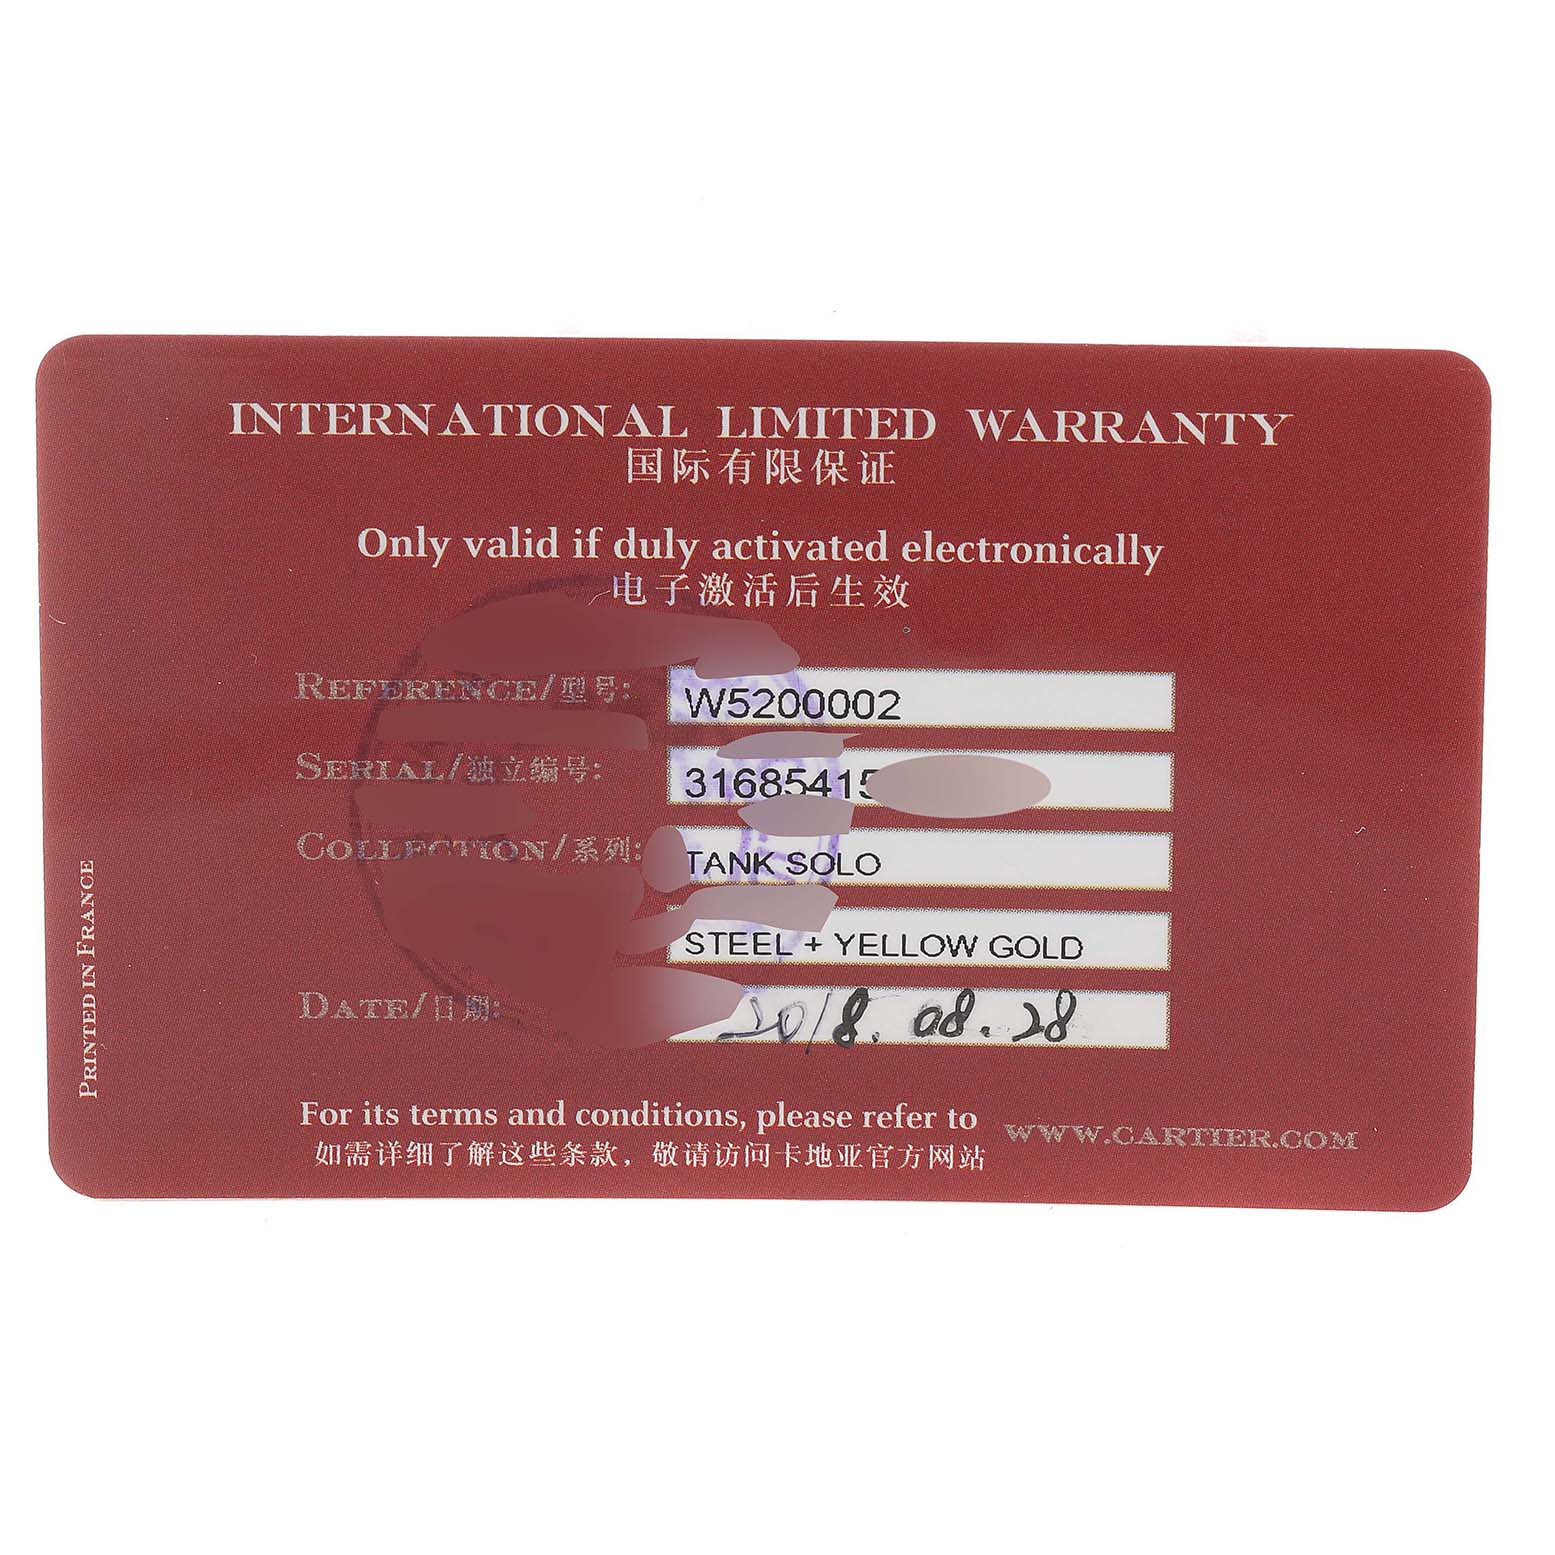 INTERNATIONAL LIMITED WARRANTY
国际有限保证
Only valid if duly activated electronically
电子激活后生效
REFERENCE/型号: W5200002
SERIAL/独立编号: 31685415
COLLECTION/系列: TANK SOLO
STEEL + YELLOW GOLD
DATE/日期: 2018.08.28
For its terms and conditions, please refer to WWW.CARTIER.COM
如需详细了解这些条款，敬请访问卡地亚官方网站
PRINTED IN FRANCE